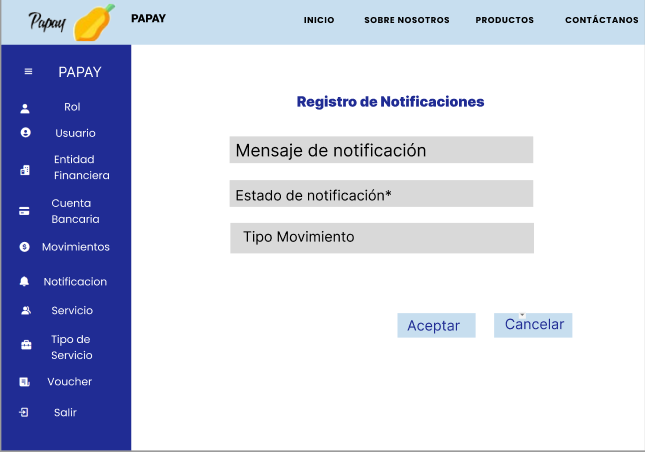 Papay
PAPAY
INICIO
SOBRE NOSOTROS
PRODUCTOS
CONTÁCTANOS
PAPAY
Rol
Usuario
Entidad
Financiera
Cuenta
Bancaria
Movimientos
Notificacion
Servicio
Tipo de
Servicio
Voucher
Salir
Registro de Notificaciones
Mensaje de notificación
Estado de notificación*
Tipo Movimiento
Aceptar
Cancelar